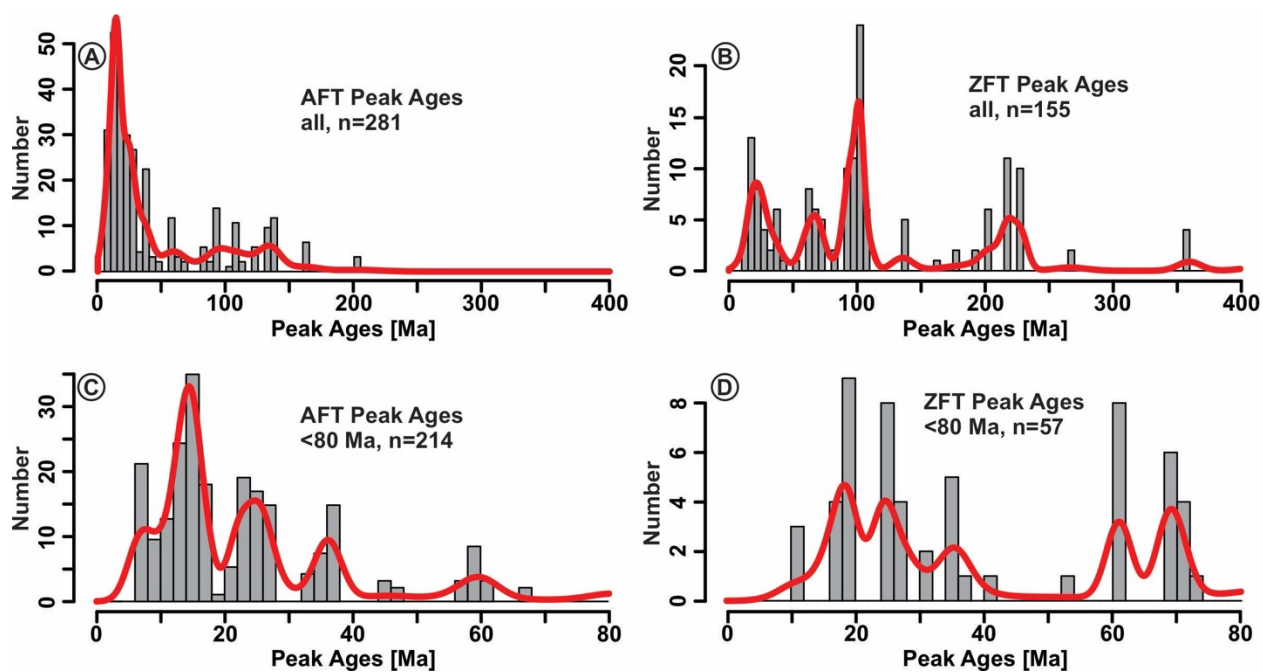 A
AFT Peak Ages
all, n=281
Number
50
40
30
20
10
0
0 100 200 300 400
Peak Ages [Ma]
B
ZFT Peak Ages
all, n=155
Number
20
15
10
5
0
0 100 200 300 400
Peak Ages [Ma]
C
AFT Peak Ages
<80 Ma, n=214
Number
30
20
10
0
0 20 40 60 80
Peak Ages [Ma]
D
ZFT Peak Ages
<80 Ma, n=57
Number
8
6
4
2
0
0 20 40 60 80
Peak Ages [Ma]